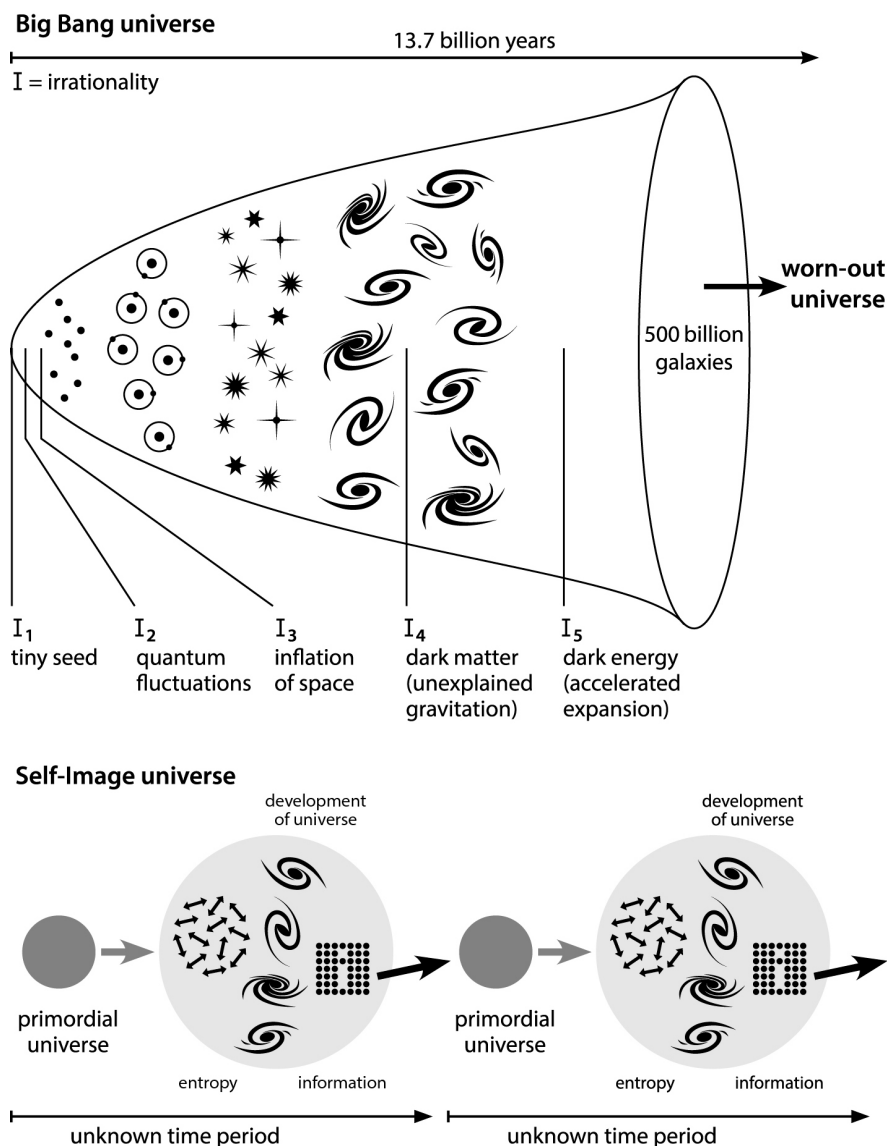 Big Bang universe
13.7 billion years
I = irrationality
worn-out
universe
500 billion
galaxies
I1
tiny seed
I2
quantum
fluctuations
I3
inflation
of space
I4
dark matter
(unexplained
gravitation)
I5
dark energy
(accelerated
expansion)
Self-Image universe
development
of universe
development
of universe
primordial
universe
primordial
universe
entropy
information
entropy
information
unknown time period
unknown time period